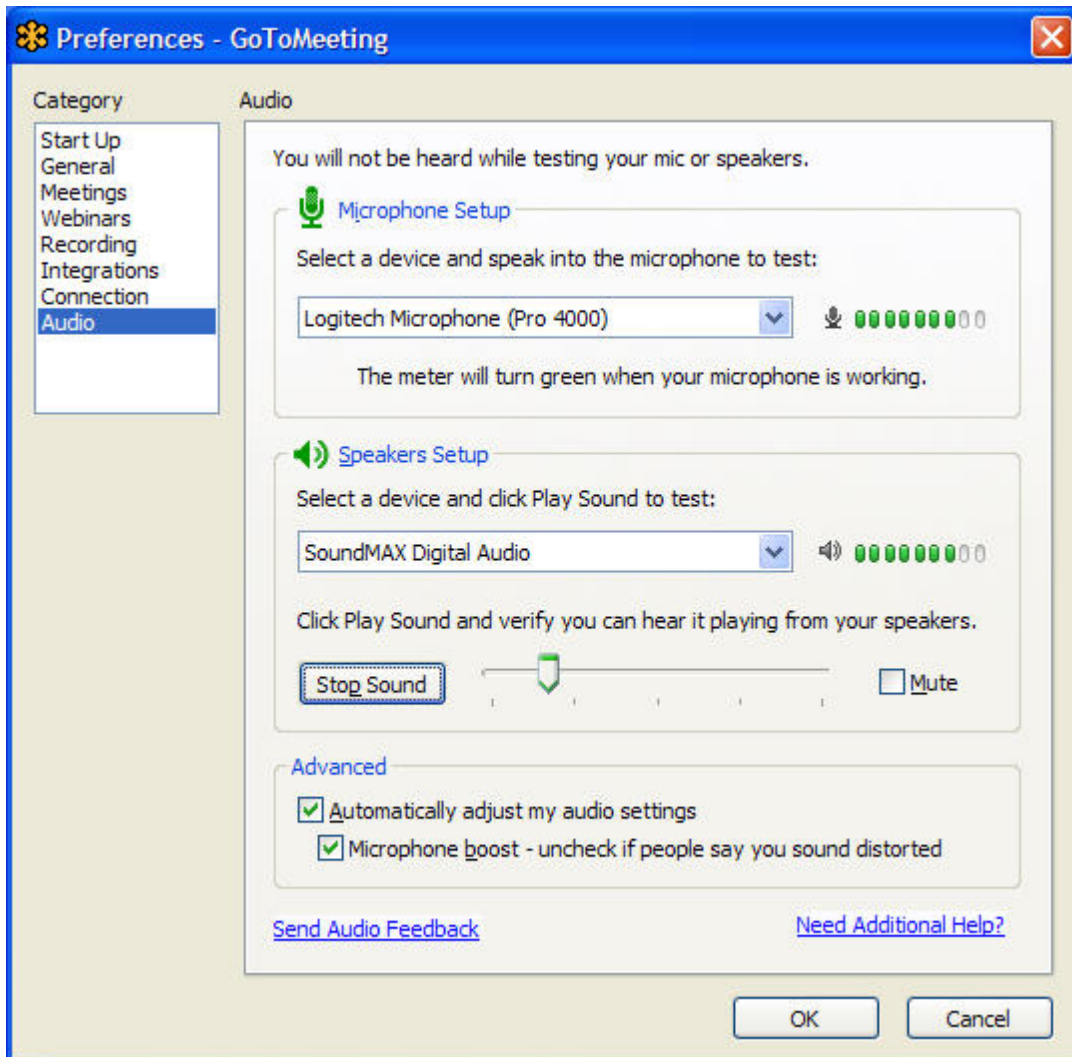 Preferences - GoToMeeting
Category
Start Up
General
Meetings
Webinars
Recording
Integrations
Connection
Audio
Audio
You will not be heard while testing your mic or speakers.
Microphone Setup
Select a device and speak into the microphone to test:
Logitech Microphone (Pro 4000)
The meter will turn green when your microphone is working.
Speakers Setup
Select a device and click Play Sound to test:
SoundMAX Digital Audio
Click Play Sound and verify you can hear it playing from your speakers.
Stop Sound
Mute
Advanced
Automatically adjust my audio settings
Microphone boost - uncheck if people say you sound distorted
Send Audio Feedback
Need Additional Help?
OK
Cancel